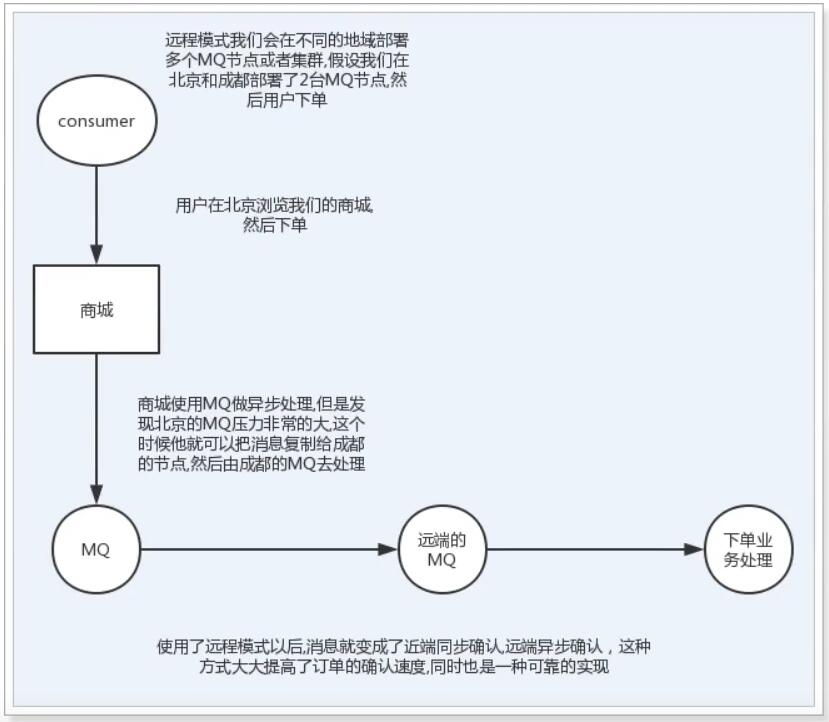 远程模式我们会在不同的地域部署
多个MQ节点或者集群,假设我们在
北京和成都部署了2台MQ节点,然
后用户下单
consumer
用户在北京浏览我们的商城,
然后下单
商城
商城使用MQ做异步处理,但是发
现北京的MQ压力非常的大,这个
时候他就可以把消息复制给成都
的节点,然后由成都的MQ去处理
MQ
远端的
MQ
下单业
务处理
使用了远程模式以后,消息就变成了近端同步确认,远端异步确认，这种
方式大大提高了订单的确认速度,同时也是一种可靠的实现